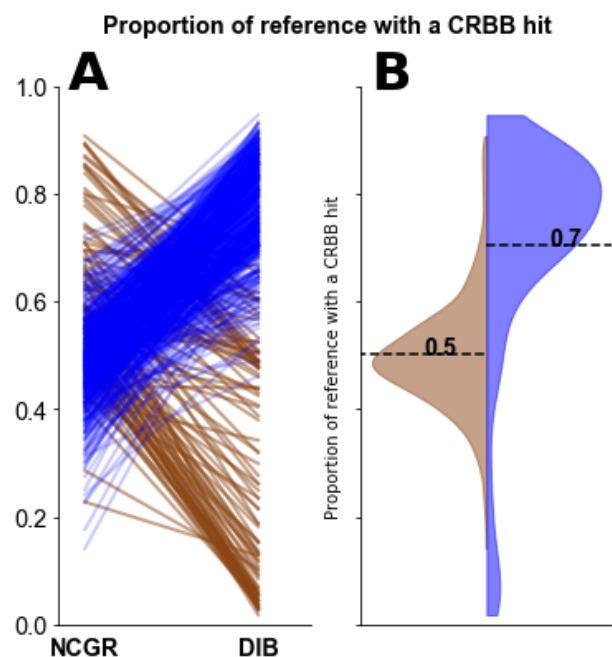 Proportion of reference with a CRBB hit
A
B
1.0
0.8
0.6
0.4
0.2
0.0
NCGR
DIB
Proportion of reference with a CRBB hit
0.7
0.5